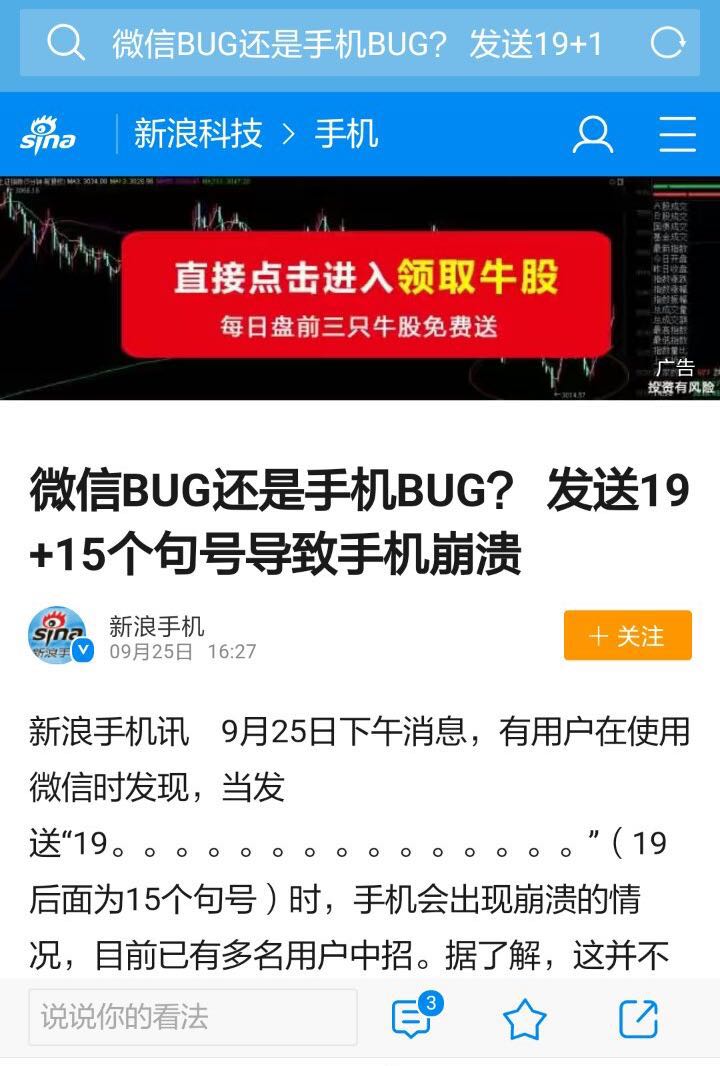 微信BUG还是手机BUG？ 发送19+1
sina 新浪科技 > 手机
直接点击进入领取牛股
每日盘前三只牛股免费送
广告
投资有风险
微信BUG还是手机BUG？ 发送19
+15个句号导致手机崩溃
新浪手机
09月25日 16:27
+ 关注
新浪手机讯 9月25日下午消息，有用户在使用
微信时发现，当发
送“19。。。。。。。。。。。。。。。”（19
后面为15个句号）时，手机会出现崩溃的情
况，目前已有多名用户中招。据了解，这并不
说说你的看法
3